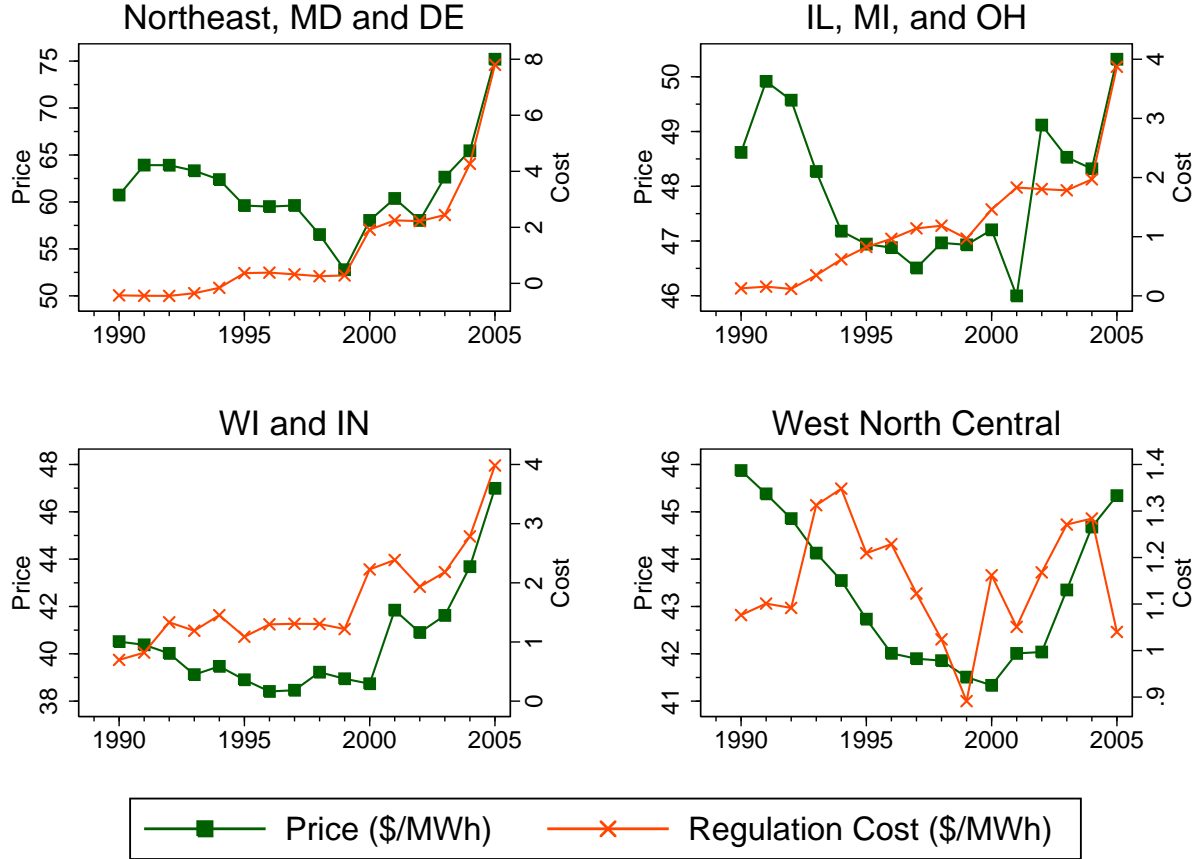 Northeast, MD and DE
Price
75
70
65
60
55
50
8
6
4
2
0
Cost
1990 1995 2000 2005
IL, MI, and OH
Price
50
49
48
47
46
4
3
2
1
0
Cost
1990 1995 2000 2005
WI and IN
Price
48
46
44
42
40
38
4
3
2
1
0
Cost
1990 1995 2000 2005
West North Central
Price
46
45
44
43
42
41
1.4
1.3
1.2
1.1
1
.9
Cost
1990 1995 2000 2005
Price ($/MWh) Regulation Cost ($/MWh)